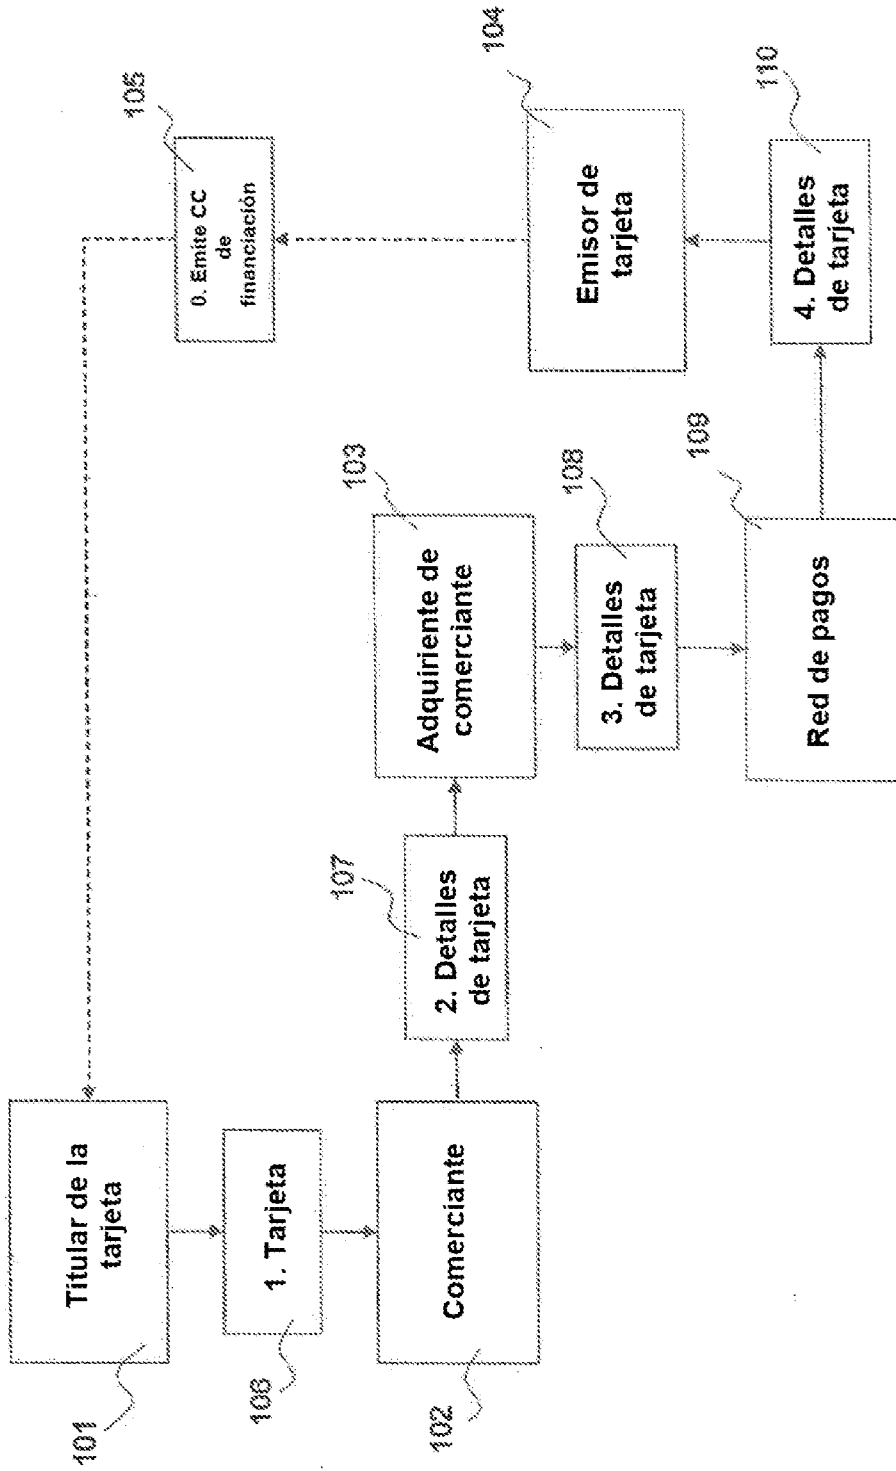 101
Titular de la
tarjeta
106
1. Tarjeta
102
Comerciante
107
2. Detalles
de tarjeta
103
Adquiriente de
comerciante
108
3. Detalles
de tarjeta
109
Red de pagos
110
4. Detalles
de tarjeta
104
Emisor de
tarjeta
105
0. Emite CC
de
financiación